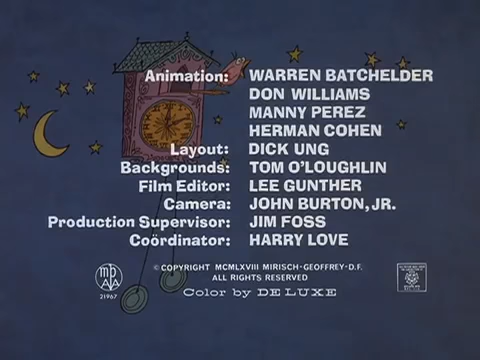 Animation: WARREN BATCHELDER
DON WILLIAMS
MANNY PEREZ
HERMAN COHEN
Layout: DICK UNG
Backgrounds: TOM O'LOUGHLIN
Film Editor: LEE GUNTHER
Camera: JOHN BURTON, JR.
Production Supervisor: JIM FOSS
Coördinator: HARRY LOVE
© COPYRIGHT MCMLXVIII MIRISCH-GEOFFREY-D.F.
ALL RIGHTS RESERVED
Color by DE LUXE
21967